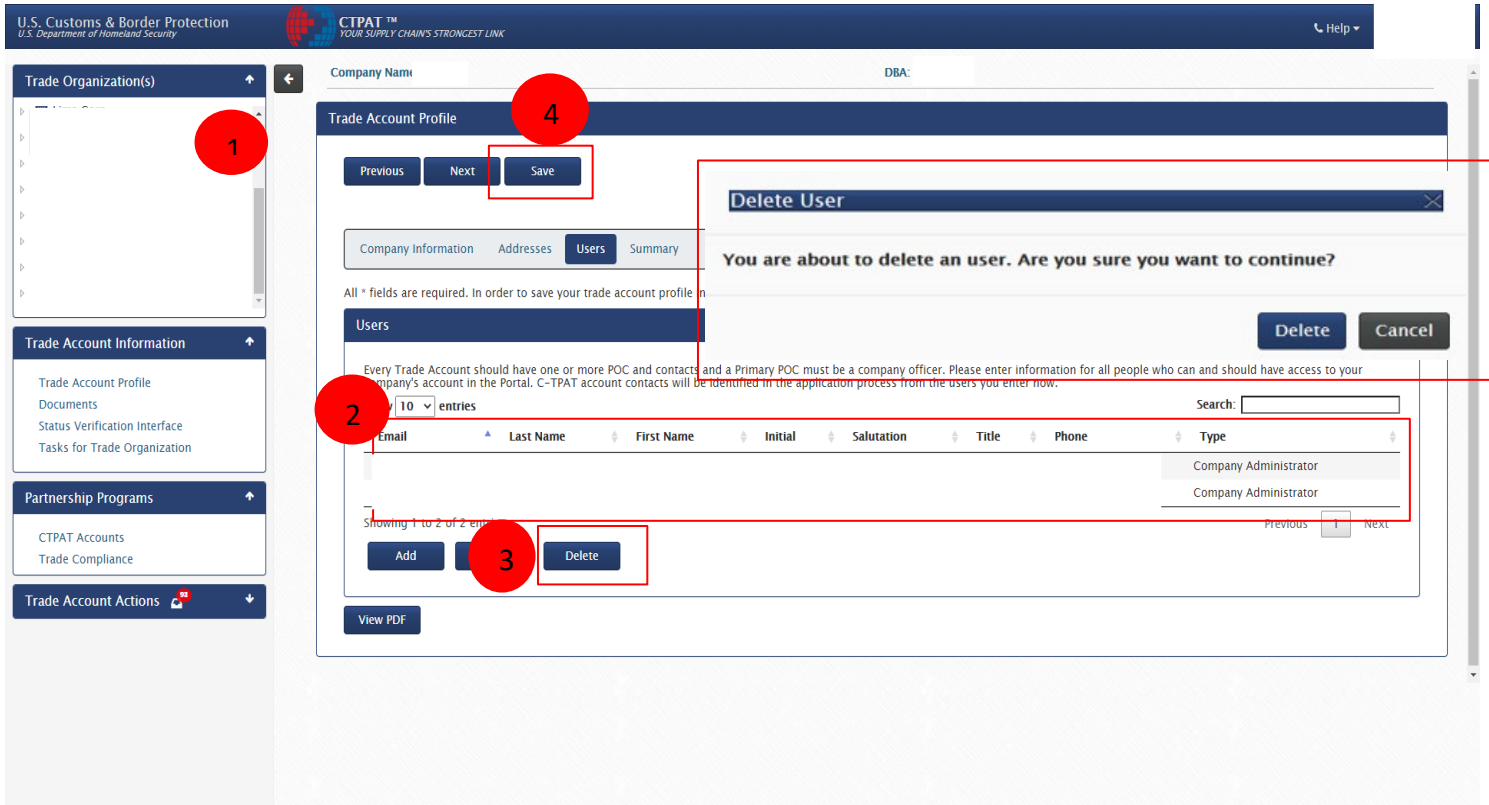 U.S. Customs & Border Protection
U.S. Department of Homeland Security
CTPAT ™
YOUR SUPPLY CHAIN'S STRONGEST LINK
Help
Trade Organization(s)
1
Trade Account Information
Trade Account Profile
Documents
Status Verification Interface
Tasks for Trade Organization
Partnership Programs
CTPAT Accounts
Trade Compliance
Trade Account Actions
Company Name
DBA:
Trade Account Profile
4
Previous Next Save
Company Information Addresses Users Summary
All * fields are required. In order to save your trade account profile
Delete User
You are about to delete an user. Are you sure you want to continue?
Delete Cancel
Users
Every Trade Account should have one or more POC and contacts and a Primary POC must be a company officer. Please enter information for all people who can and should have access to your
company's account in the Portal. C-TPAT account contacts will be identified in the application process from the users you enter now.
2
10 entries
Search:
Email Last Name First Name Initial Salutation Title Phone Type
Company Administrator
Company Administrator
Showing 1 to 2 of 2
Previous 1 Next
Add 3 Delete
View PDF